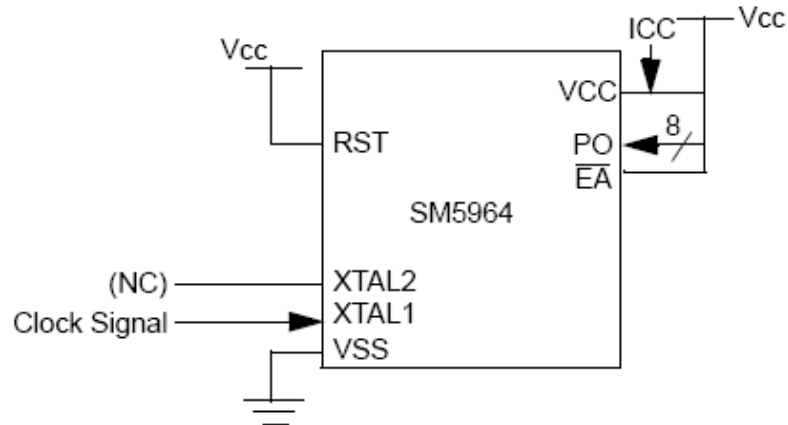 ICC
Vcc
Vcc
VCC
8
RST
PO
EA
SM5964
(NC)
XTAL2
Clock Signal
XTAL1
VSS